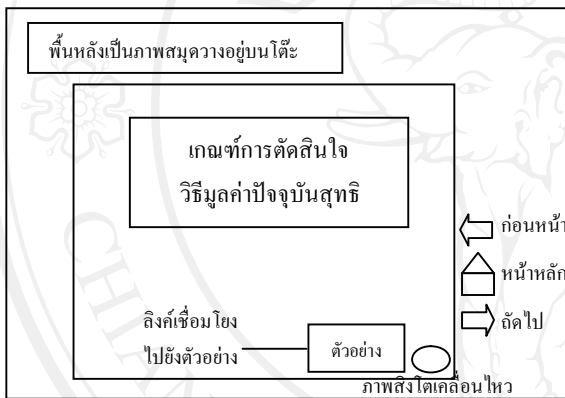 พื้นหลังเป็นภาพสมุดวางอยู่บนโต๊ะ
เกณฑ์การตัดสินใจ
วิธีมูลค่าปัจจุบันสุทธิ
ก่อนหน้า
หน้าหลัก
ถัดไป
ลิงค์เชื่อมโยง
ไปยังตัวอย่าง
ตัวอย่าง
ภาพสิงโตเคลื่อนไหว
CHIAN